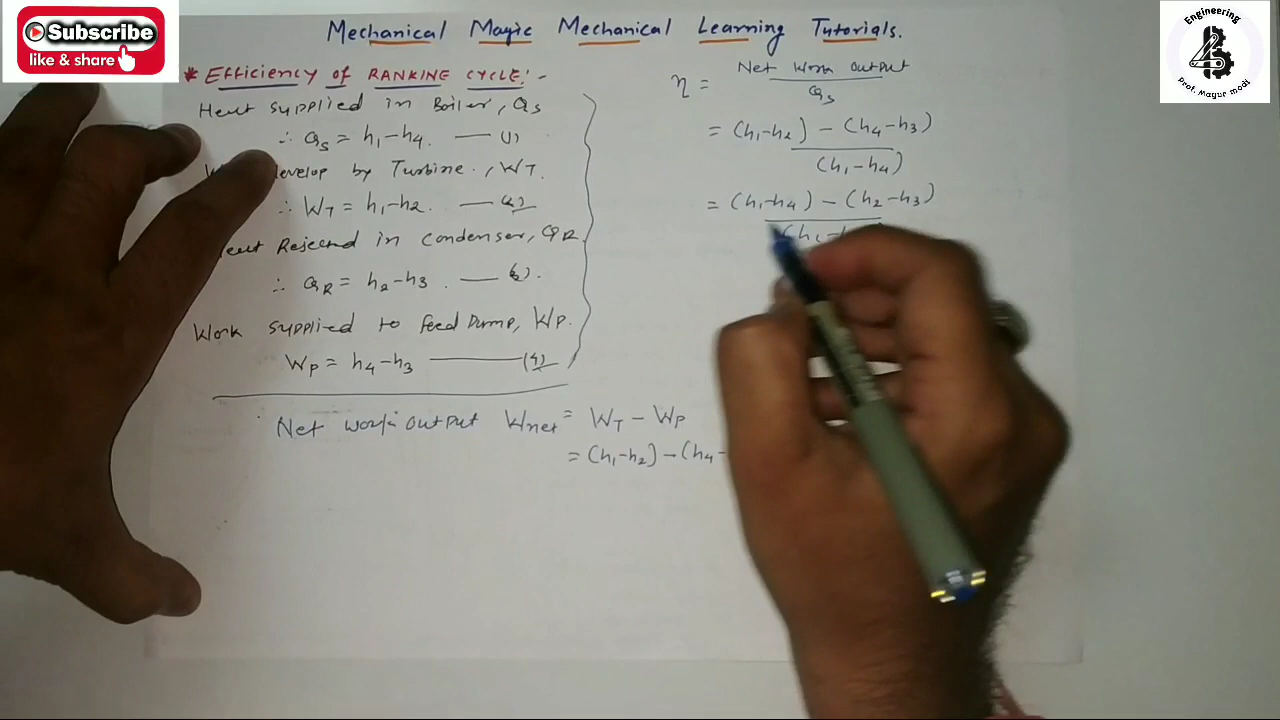 Subscribe
like & share
Engineering
Prof. Mayur modi
Mechanical Magic Mechanical Learning Tutorials.
* EFFICIENCY OF RANKINE CYCLE:-
Heat supplied in Boiler, Qs
∴ Qs = h1-h4. —— (1)
develop by Turbine, WT.
∴ WT = h1-h2. —— (2)
Rejected in condenser, QR
∴ QR = h2-h3. —— (3).
Work supplied to feed pump, Wp.
Wp = h4-h3 ——— (4)
Net work output Wnet = WT - Wp
= (h1-h2) - (h4-
η = Net work output
Qs
= (h1-h2) - (h4-h3)
(h1-h4)
= (h1-h4) - (h2-h3)